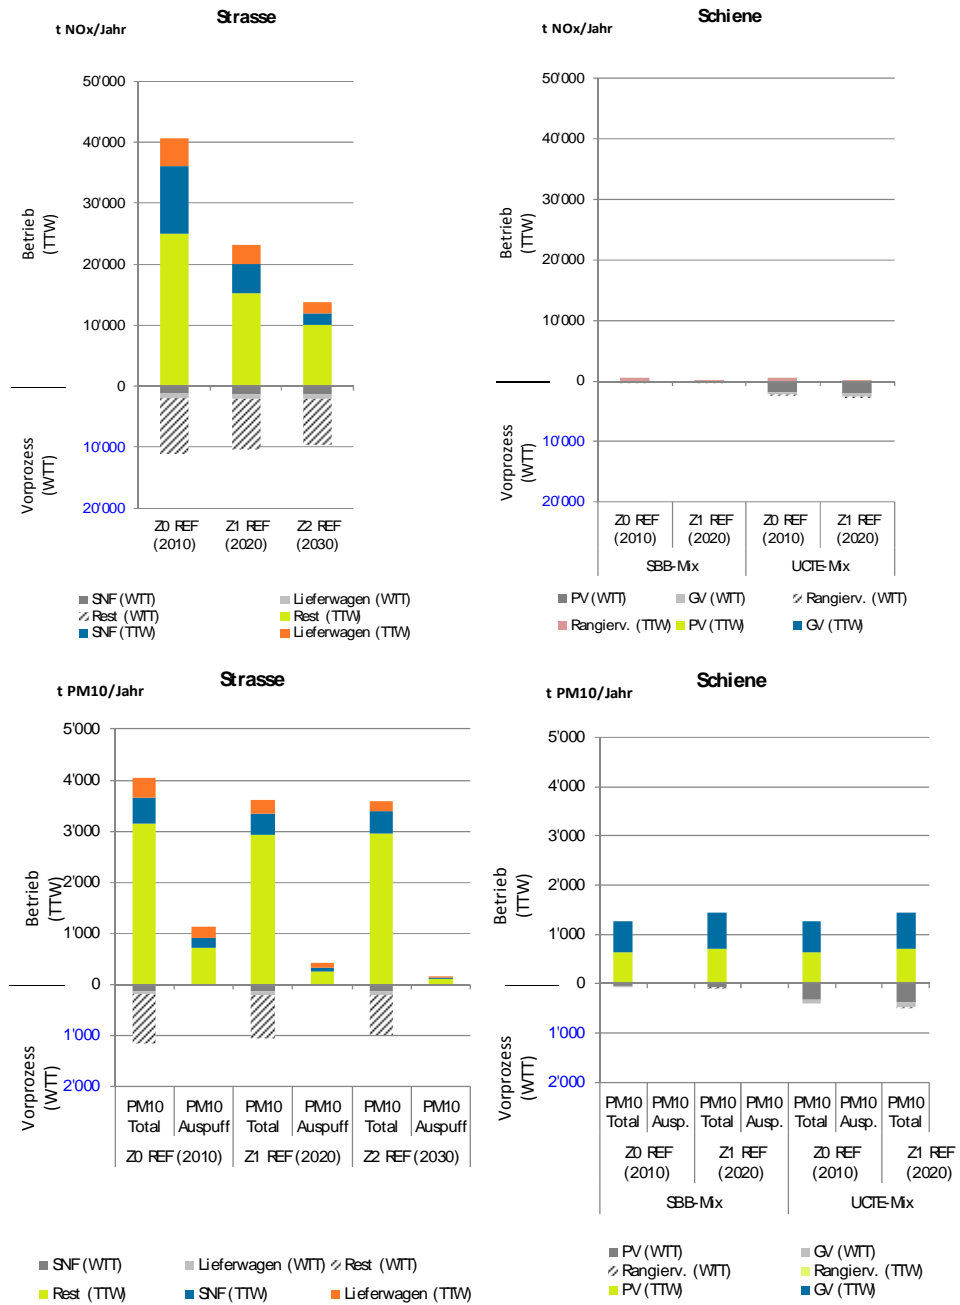 Strasse
t NOx/Jahr
50'000
40'000
30'000
20'000
10'000
0
10'000
20'000
Betrieb
(TTW)
Vorprozess
(WTT)
Z0 REF
(2010)
Z1 REF
(2020)
Z2 REF
(2030)
SNF (WTT)
Lieferwagen (WTT)
Rest (WTT)
Rest (TTW)
SNF (TTW)
Lieferwagen (TTW)
Schiene
t NOx/Jahr
50'000
40'000
30'000
20'000
10'000
0
10'000
20'000
Betrieb
(TTW)
Vorprozess
(WTT)
Z0 REF
(2010)
Z1 REF
(2020)
Z0 REF
(2010)
Z1 REF
(2020)
SBB-Mix
UCTE-Mix
PV (WTT)
GV (WTT)
Rangierv. (WTT)
Rangierv. (TTW)
PV (TTW)
GV (TTW)
Strasse
t PM10/Jahr
5'000
4'000
3'000
2'000
1'000
0
1'000
2'000
Betrieb
(TTW)
Vorprozess
(WTT)
PM10
Total
PM10
Auspuff
PM10
Total
PM10
Auspuff
PM10
Total
PM10
Auspuff
Z0 REF (2010)
Z1 REF (2020)
Z2 REF (2030)
SNF (WTT)
Lieferwagen (WTT)
Rest (WTT)
Rest (TTW)
SNF (TTW)
Lieferwagen (TTW)
Schiene
t PM10/Jahr
5'000
4'000
3'000
2'000
1'000
0
1'000
2'000
Betrieb
(TTW)
Vorprozess
(WTT)
PM10
Total
PM10
Ausp.
PM10
Total
PM10
Ausp.
PM10
Total
PM10
Ausp.
PM10
Total
Z0 REF
(2010)
Z1 REF
(2020)
Z0 REF
(2010)
Z1 REF
(2020)
SBB-Mix
UCTE-Mix
PV (WTT)
GV (WTT)
Rangierv. (WTT)
Rangierv. (TTW)
PV (TTW)
GV (TTW)